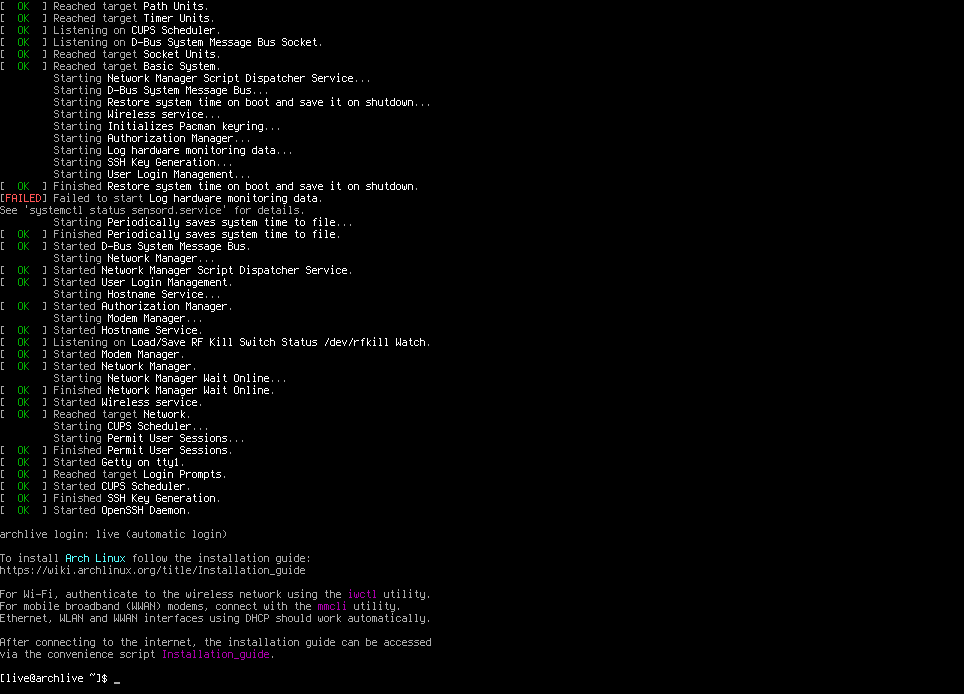 [  OK  ] Reached target Path Units.
[  OK  ] Reached target Timer Units.
[  OK  ] Listening on CUPS Scheduler.
[  OK  ] Listening on D-Bus System Message Bus Socket.
[  OK  ] Reached target Socket Units.
[  OK  ] Reached target Basic System.
         Starting Network Manager Script Dispatcher Service...
         Starting D-Bus System Message Bus...
         Starting Restore system time on boot and save it on shutdown...
         Starting Wireless service...
         Starting Initializes Pacman keyring...
         Starting Authorization Manager...
         Starting Log hardware monitoring data...
         Starting SSH Key Generation...
         Starting User Login Management...
[  OK  ] Finished Restore system time on boot and save it on shutdown.
[FAILED] Failed to start Log hardware monitoring data.
See 'systemctl status sensord.service' for details.
         Starting Periodically saves system time to file...
[  OK  ] Finished Periodically saves system time to file.
[  OK  ] Started D-Bus System Message Bus.
         Starting Network Manager...
[  OK  ] Started Network Manager Script Dispatcher Service.
[  OK  ] Started User Login Management.
         Starting Hostname Service...
[  OK  ] Started Authorization Manager.
         Starting Modem Manager...
[  OK  ] Started Hostname Service.
[  OK  ] Listening on Load/Save RF Kill Switch Status /dev/rfkill Watch.
[  OK  ] Started Modem Manager.
[  OK  ] Started Network Manager.
         Starting Network Manager Wait Online...
[  OK  ] Finished Network Manager Wait Online.
[  OK  ] Started Wireless service.
[  OK  ] Reached target Network.
         Starting CUPS Scheduler...
         Starting Permit User Sessions...
[  OK  ] Finished Permit User Sessions.
[  OK  ] Started Getty on tty1.
[  OK  ] Reached target Login Prompts.
[  OK  ] Started CUPS Scheduler.
[  OK  ] Finished SSH Key Generation.
[  OK  ] Started OpenSSH Daemon.
archlive login: live (automatic login)
To install Arch Linux follow the installation guide:
https://wiki.archlinux.org/title/Installation_guide
For Wi-Fi, authenticate to the wireless network using the iwctl utility.
For mobile broadband (WWAN) modems, connect with the mmcli utility.
Ethernet, WLAN and WWAN interfaces using DHCP should work automatically.
After connecting to the internet, the installation guide can be accessed
via the convenience script Installation_guide.
[live@archlive ~]$ _